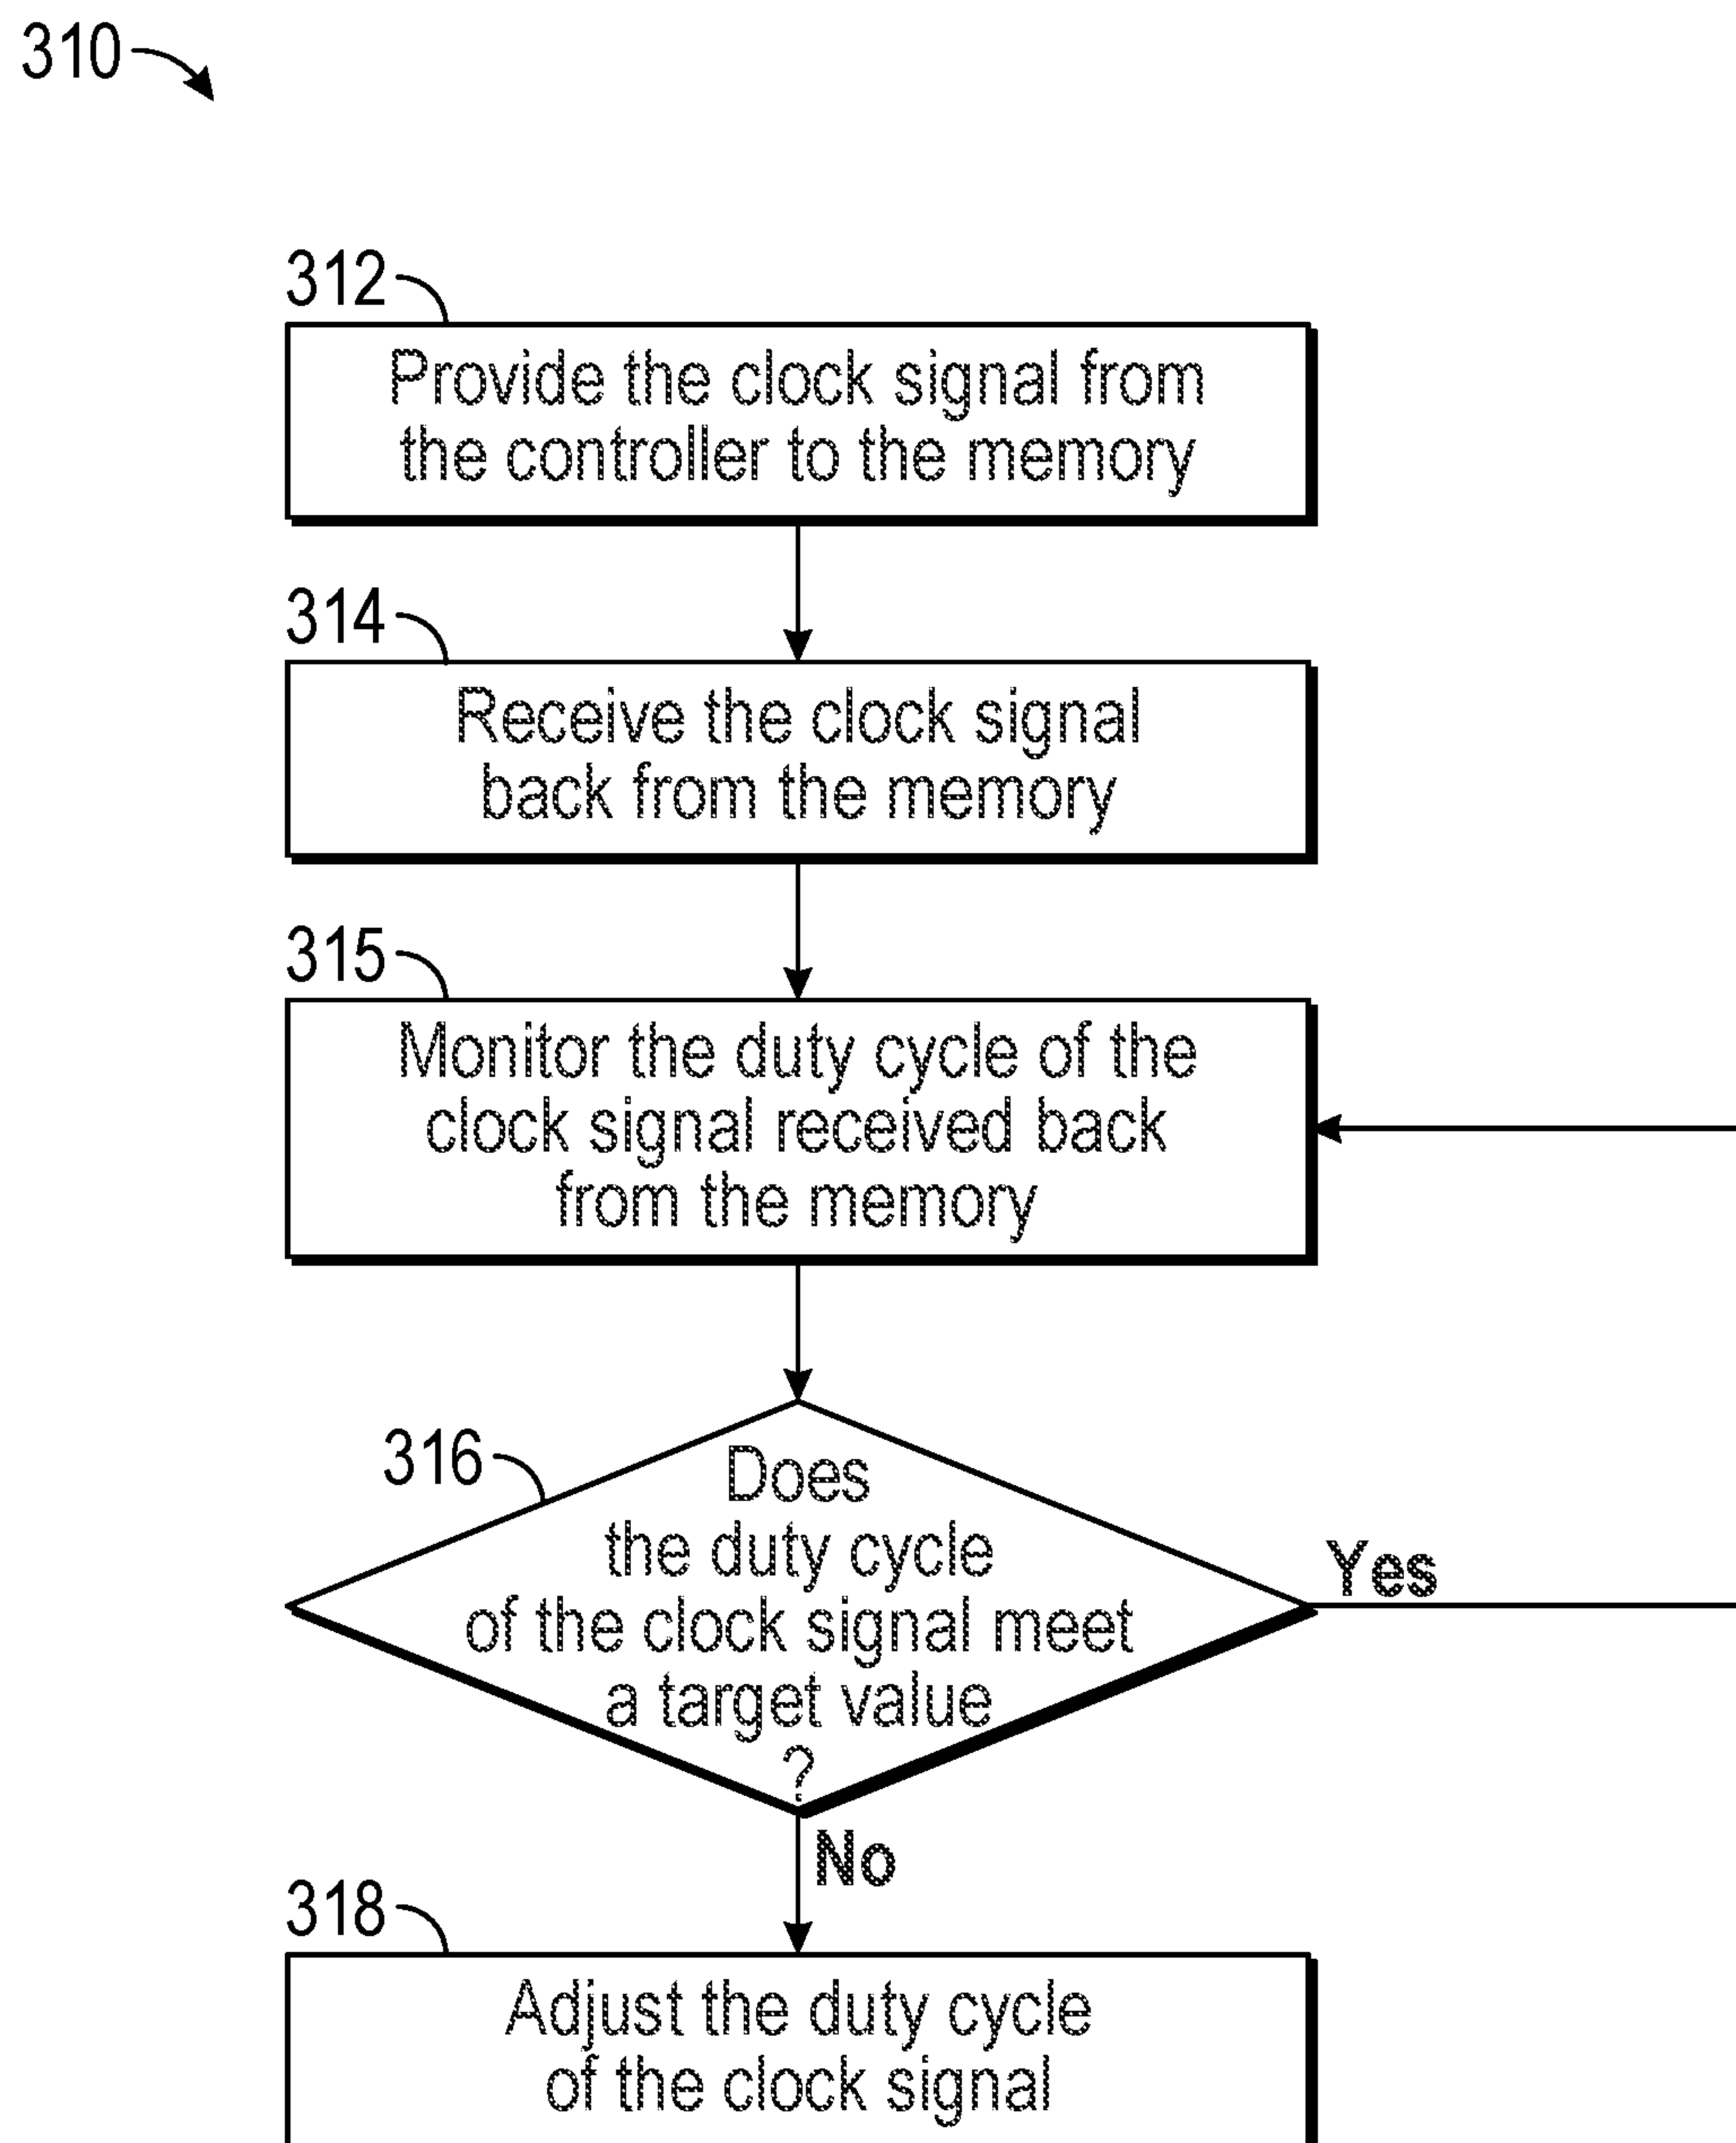 310
312
Provide the clock signal from
the controller to the memory
314
Receive the clock signal
back from the memory
315
Monitor the duty cycle of the
clock signal received back
from the memory
316
Does
the duty cycle
of the clock signal meet
a target value
?
Yes
No
318
Adjust the duty cycle
of the clock signal